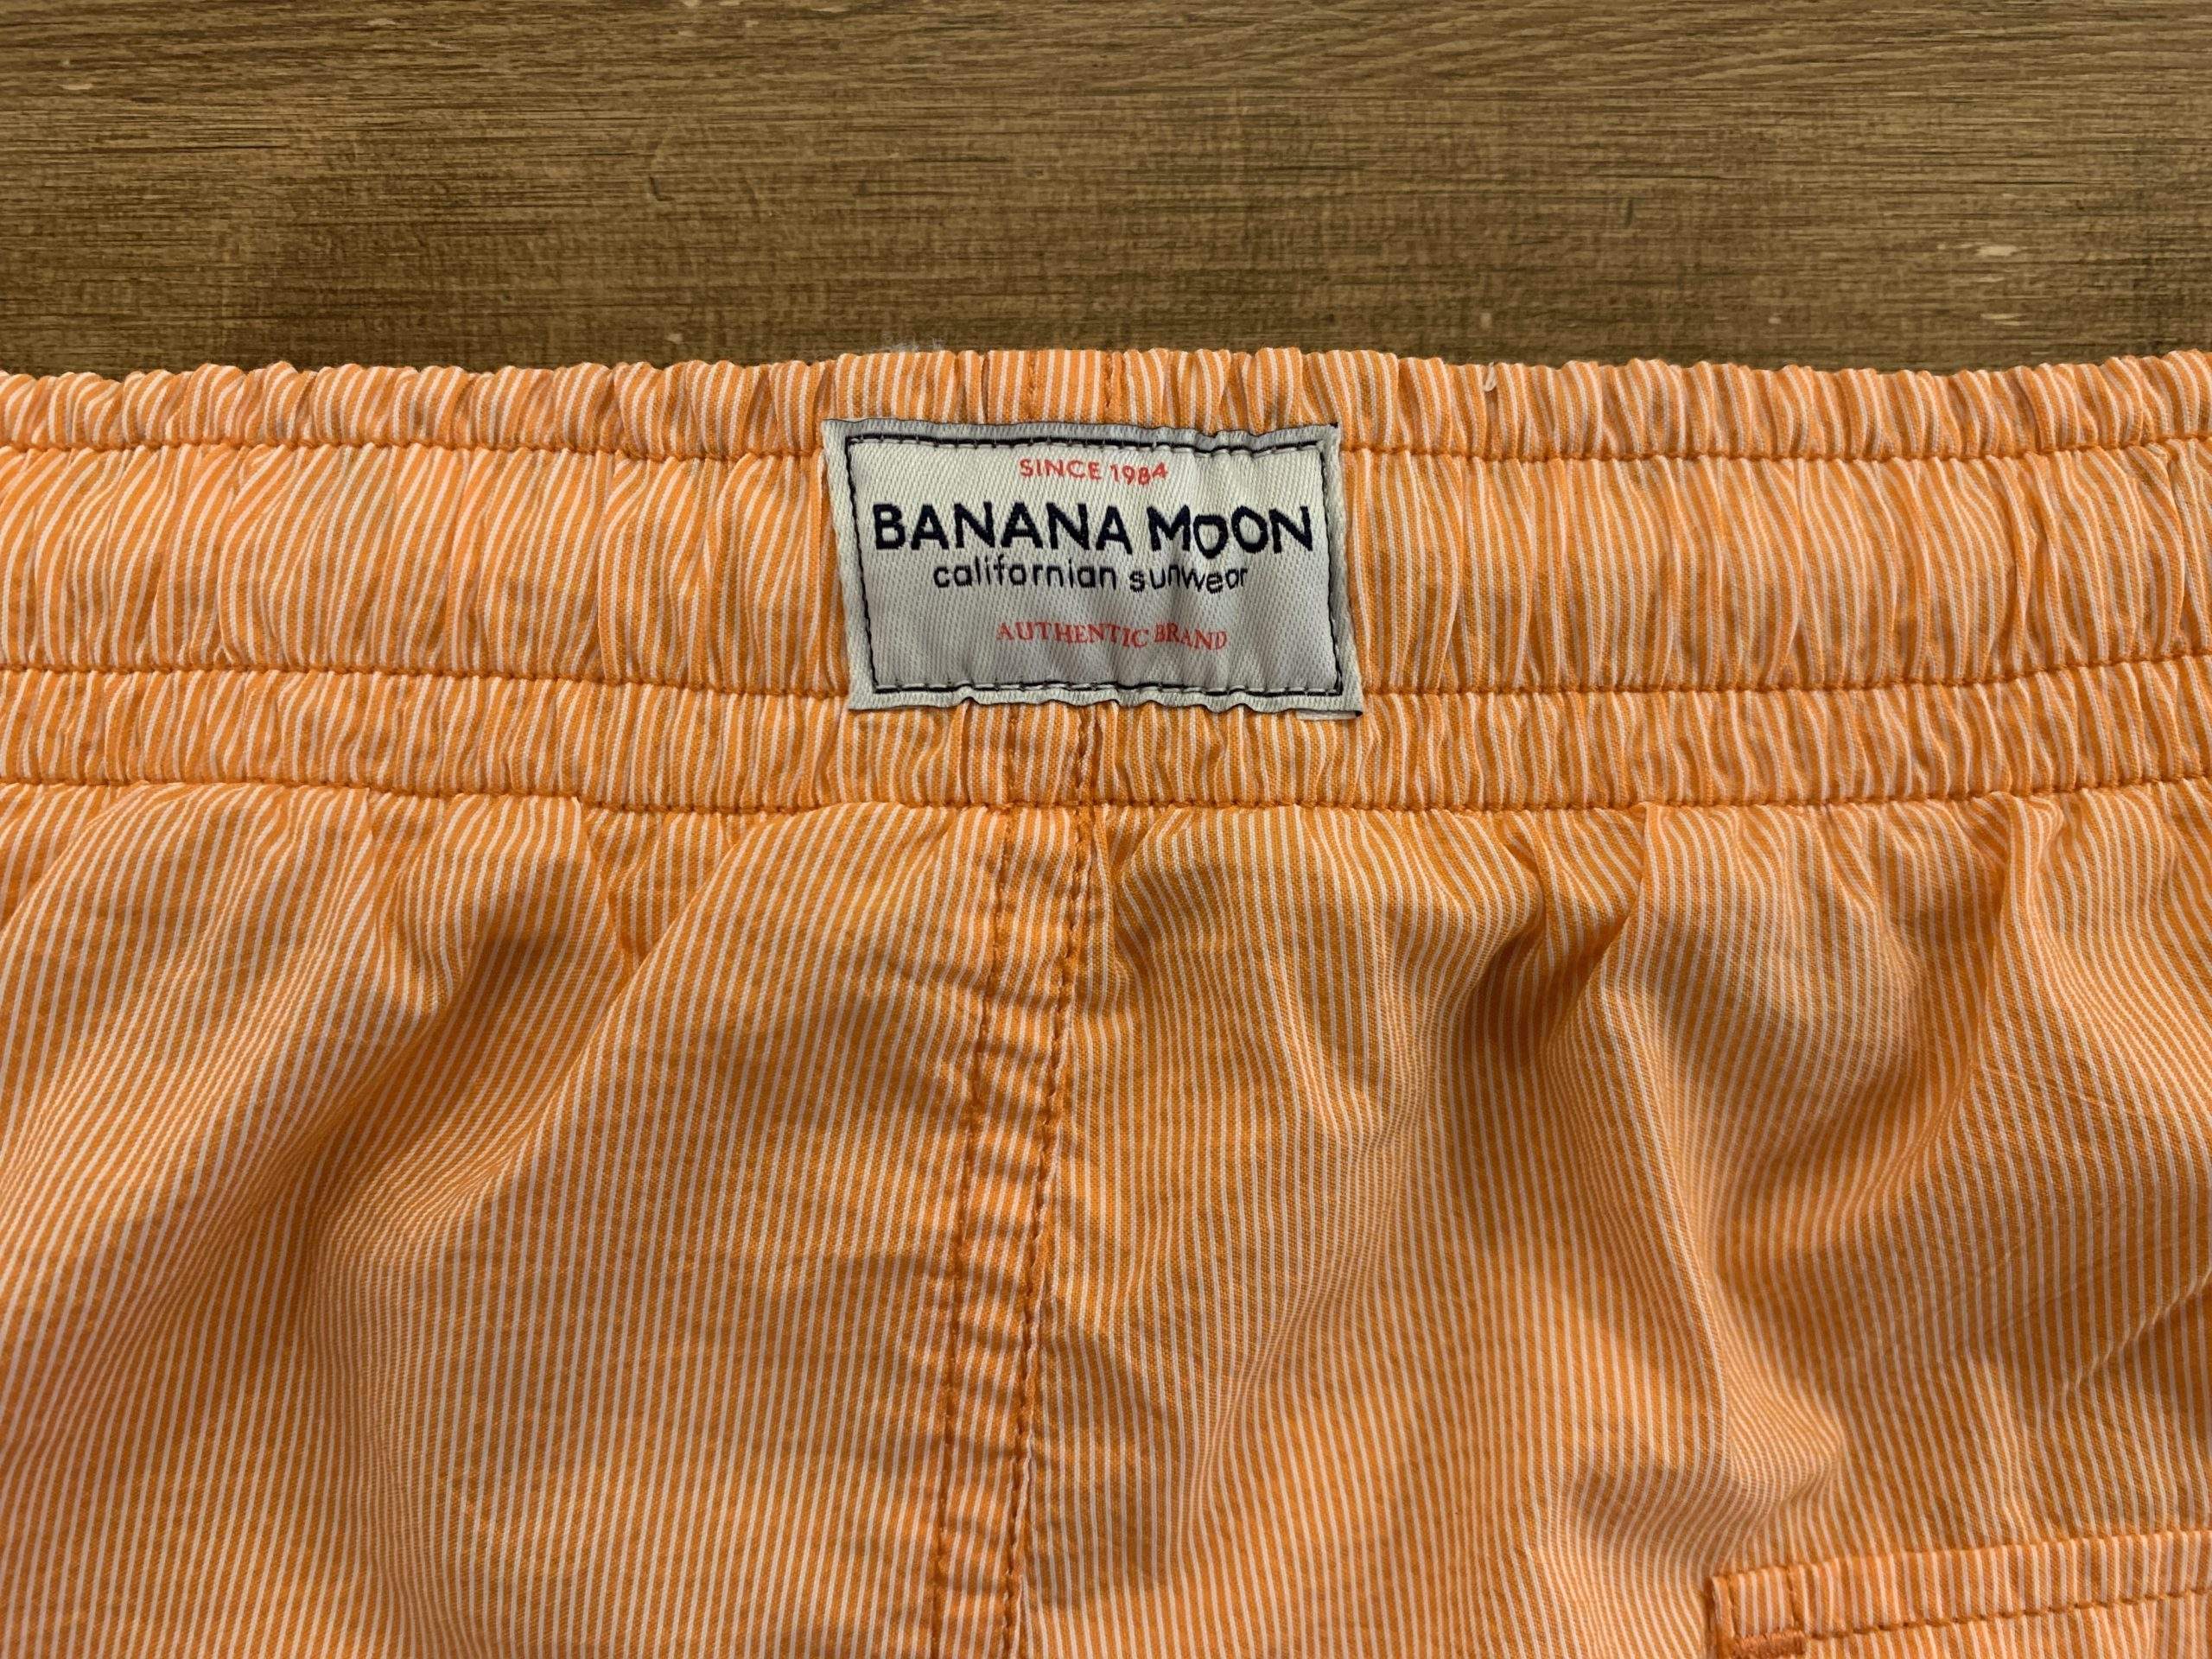 SINCE 1984
BANANA MOON
californian sunwear
AUTHENTIC BRAND